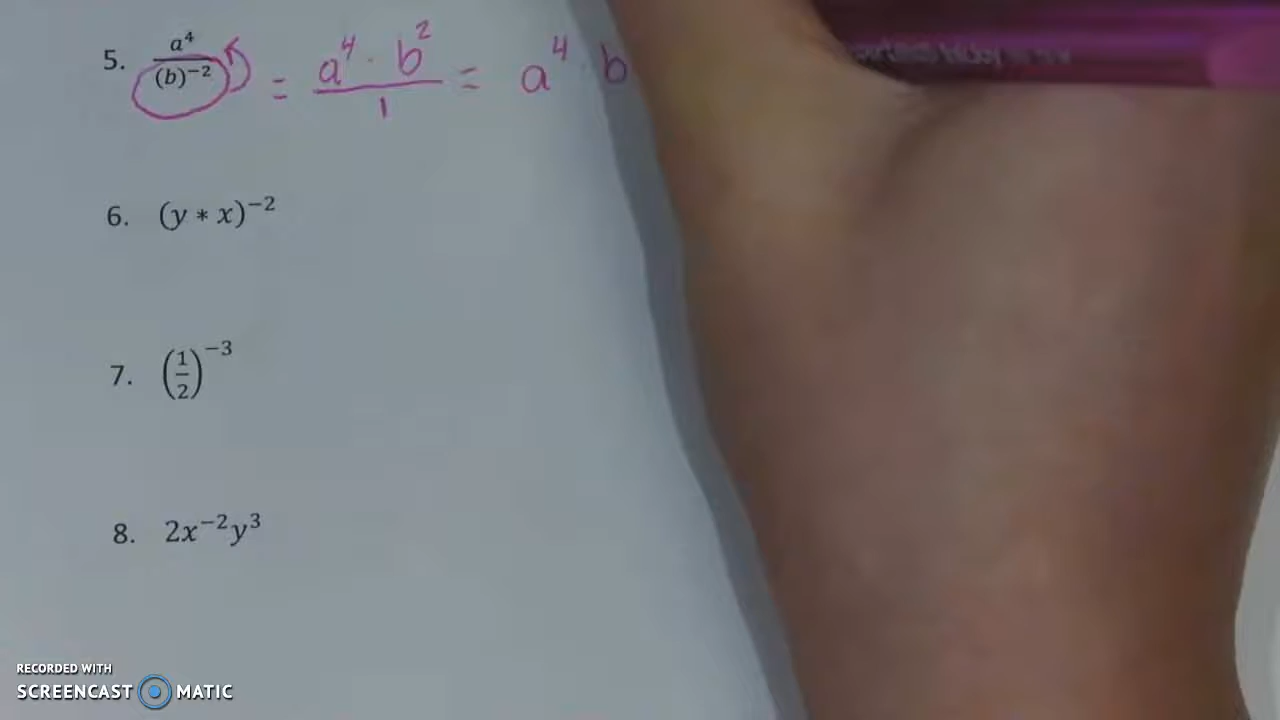 5. a⁴/(b)⁻² = a⁴ · b²/1 = a⁴ b
6. (y * x)⁻²
7. (1/2)⁻³
8. 2x⁻²y³
RECORDED WITH
SCREENCAST MATIC